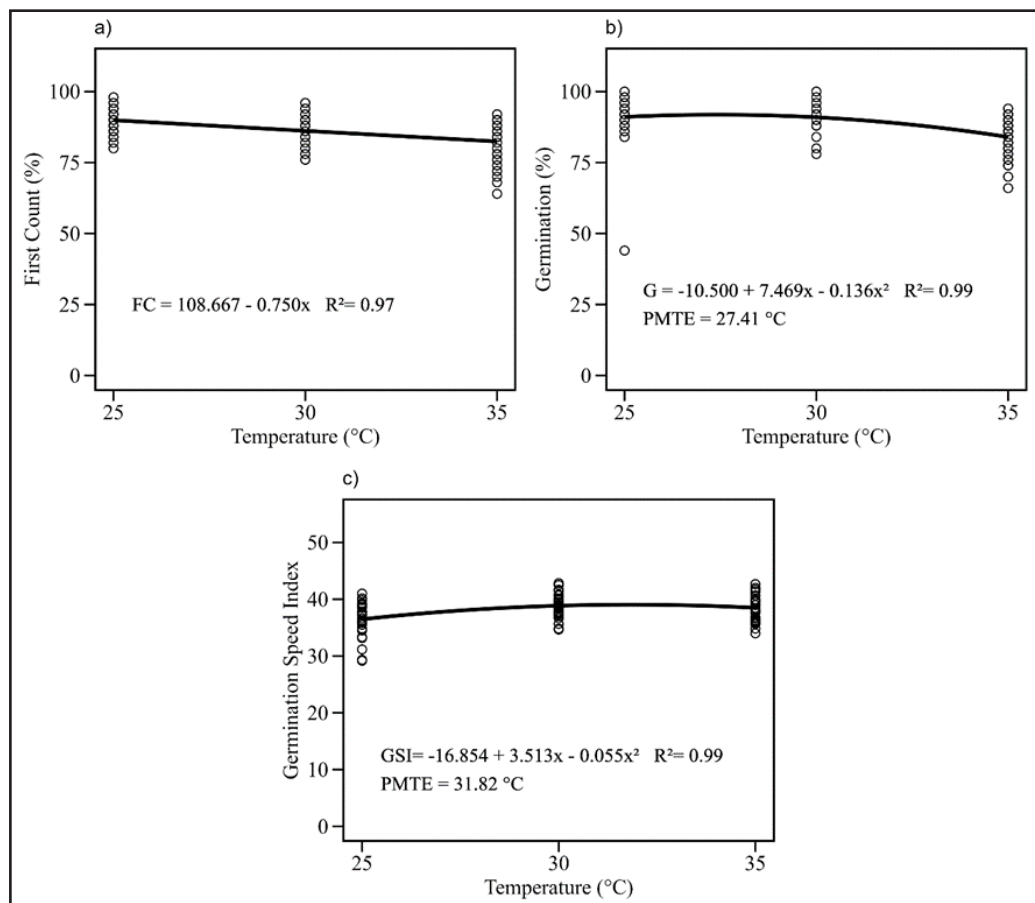 a)
First Count (%)
100
75
50
25
0
FC = 108.667 - 0.750x R²= 0.97
25
30
35
Temperature (°C)
b)
Germination (%)
100
75
50
25
0
G = -10.500 + 7.469x - 0.136x² R²= 0.99
PMTE = 27.41 °C
25
30
35
Temperature (°C)
c)
Germination Speed Index
50
40
30
20
10
0
GSI= -16.854 + 3.513x - 0.055x² R²= 0.99
PMTE = 31.82 °C
25
30
35
Temperature (°C)